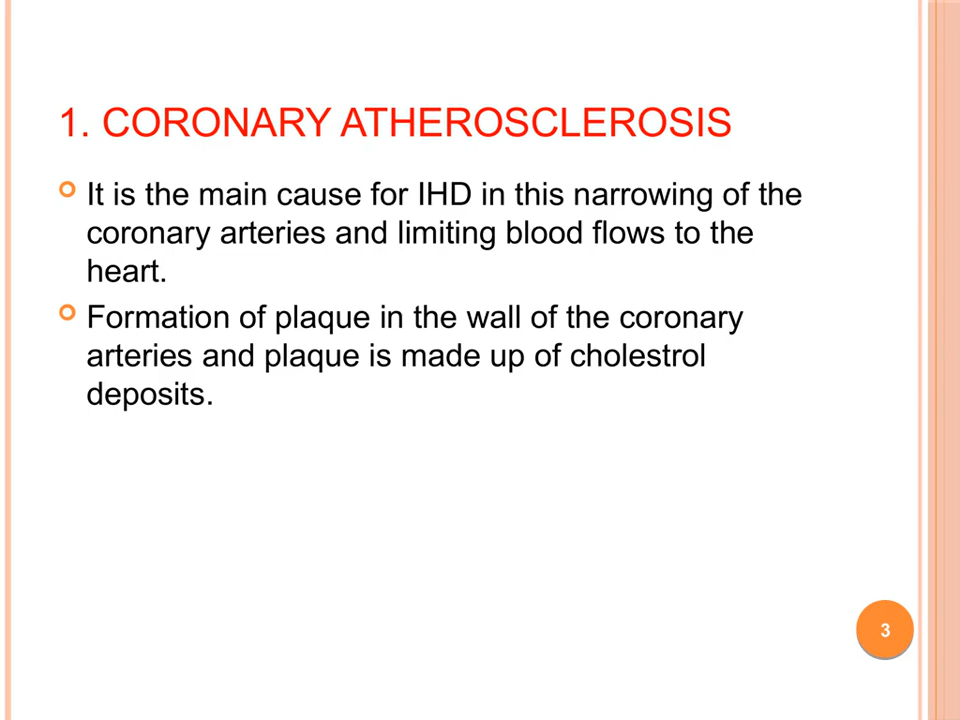 1. CORONARY ATHEROSCLEROSIS
It is the main cause for IHD in this narrowing of the
coronary arteries and limiting blood flows to the
heart.
Formation of plaque in the wall of the coronary
arteries and plaque is made up of cholestrol
deposits.
3